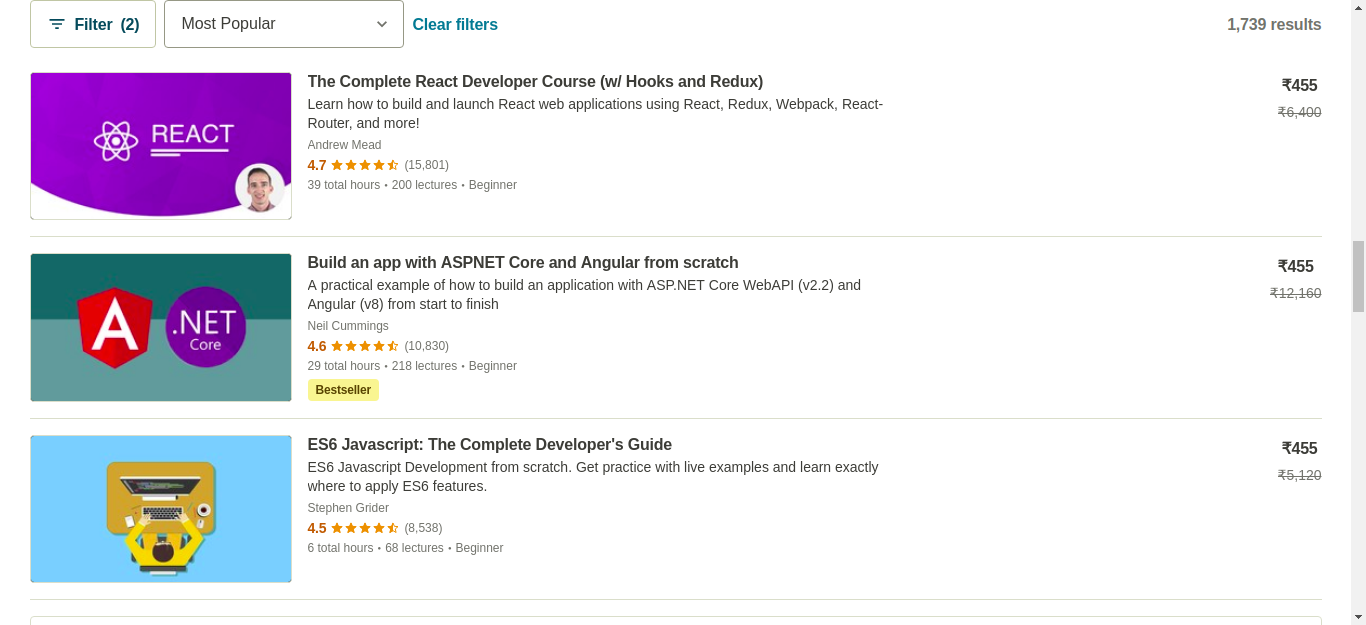 Filter (2)
Most Popular
Clear filters
1,739 results
REACT
The Complete React Developer Course (w/ Hooks and Redux)
Learn how to build and launch React web applications using React, Redux, Webpack, React-
Router, and more!
Andrew Mead
4.7 (15,801)
39 total hours • 200 lectures • Beginner
₹455
₹6,400
A
.NET
Core
Build an app with ASPNET Core and Angular from scratch
A practical example of how to build an application with ASP.NET Core WebAPI (v2.2) and
Angular (v8) from start to finish
Neil Cummings
4.6 (10,830)
29 total hours • 218 lectures • Beginner
Bestseller
₹455
₹12,160
ES6 Javascript: The Complete Developer's Guide
ES6 Javascript Development from scratch. Get practice with live examples and learn exactly
where to apply ES6 features.
Stephen Grider
4.5 (8,538)
6 total hours • 68 lectures • Beginner
₹455
₹5,120